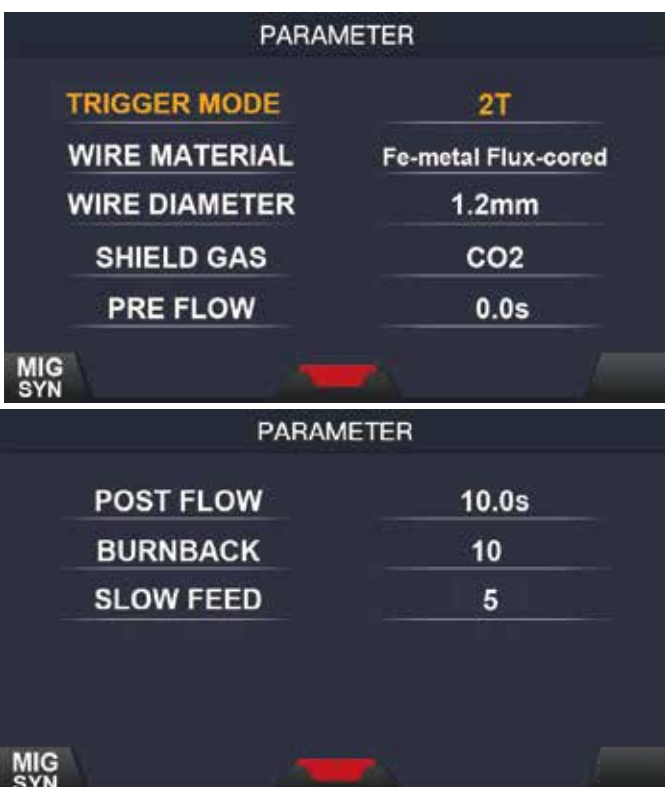 PARAMETER
TRIGGER MODE 2T
WIRE MATERIAL Fe-metal Flux-cored
WIRE DIAMETER 1.2mm
SHIELD GAS CO2
PRE FLOW 0.0s
MIG
SYN
PARAMETER
POST FLOW 10.0s
BURNBACK 10
SLOW FEED 5
MIG
SYN